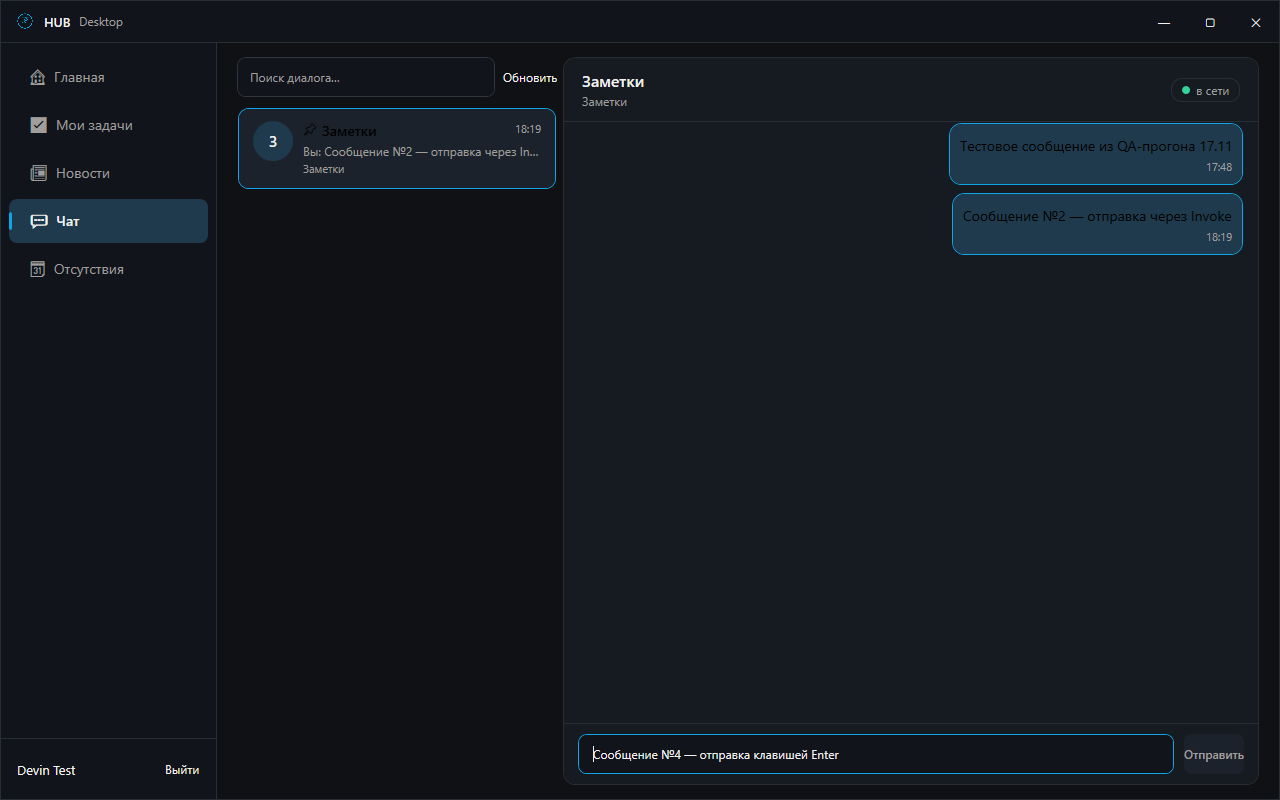 HUB Desktop
Главная
Мои задачи
Новости
Чат
31 Отсутствия
Devin Test
Выйти
Поиск диалога...
Обновить
З
Заметки
18:19
Вы: Сообщение №2 — отправка через In...
Заметки
Заметки
Заметки
в сети
Тестовое сообщение из QA-прогона 17.11
17:48
Сообщение №2 — отправка через Invoke
18:19
Сообщение №4 — отправка клавишей Enter
Отправить